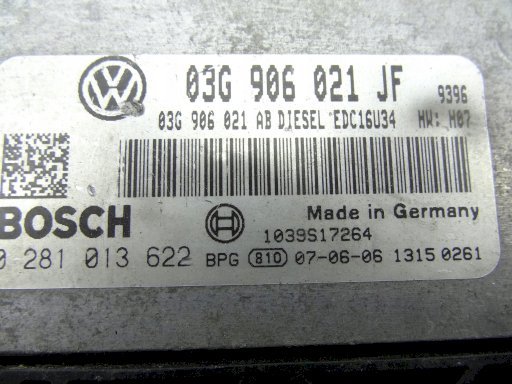 03G 906 021 JF 9396
03G 906 021 AB DIESEL EDC16U34 HW: H07
BOSCH
Made in Germany
1039S17264
0 281 013 622 BPG 810 07-06-06 1315 0261